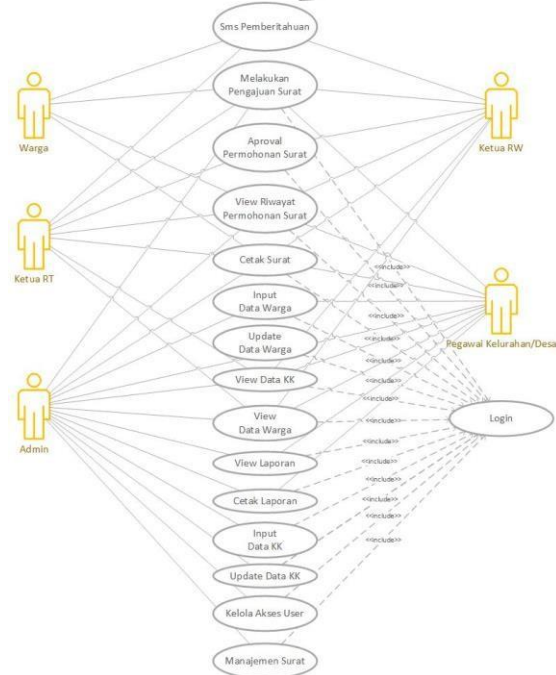 Sms Pemberitahuan
Melakukan
Pengajuan Surat
Warga
Ketua RW
Aproval
Permohonan Surat
View Riwayat
Permohonan Surat
Ketua RT
Cetak Surat
<<include>>
<<include>>
Input
Data Warga
<<include>>
Update
Data Warga
<<include>>
Pegawai Kelurahan/Desa
<<include>>
View Data KK
<<include>>
<<include>>
View
Data Warga
<<include>>
Login
Admin
View Laporan
<<include>>
<<include>>
Cetak Laporan
<<include>>
<<include>>
Input
Data KK
<<include>>
<<include>>
Update Data KK
Kelola Akses User
Manajemen Surat